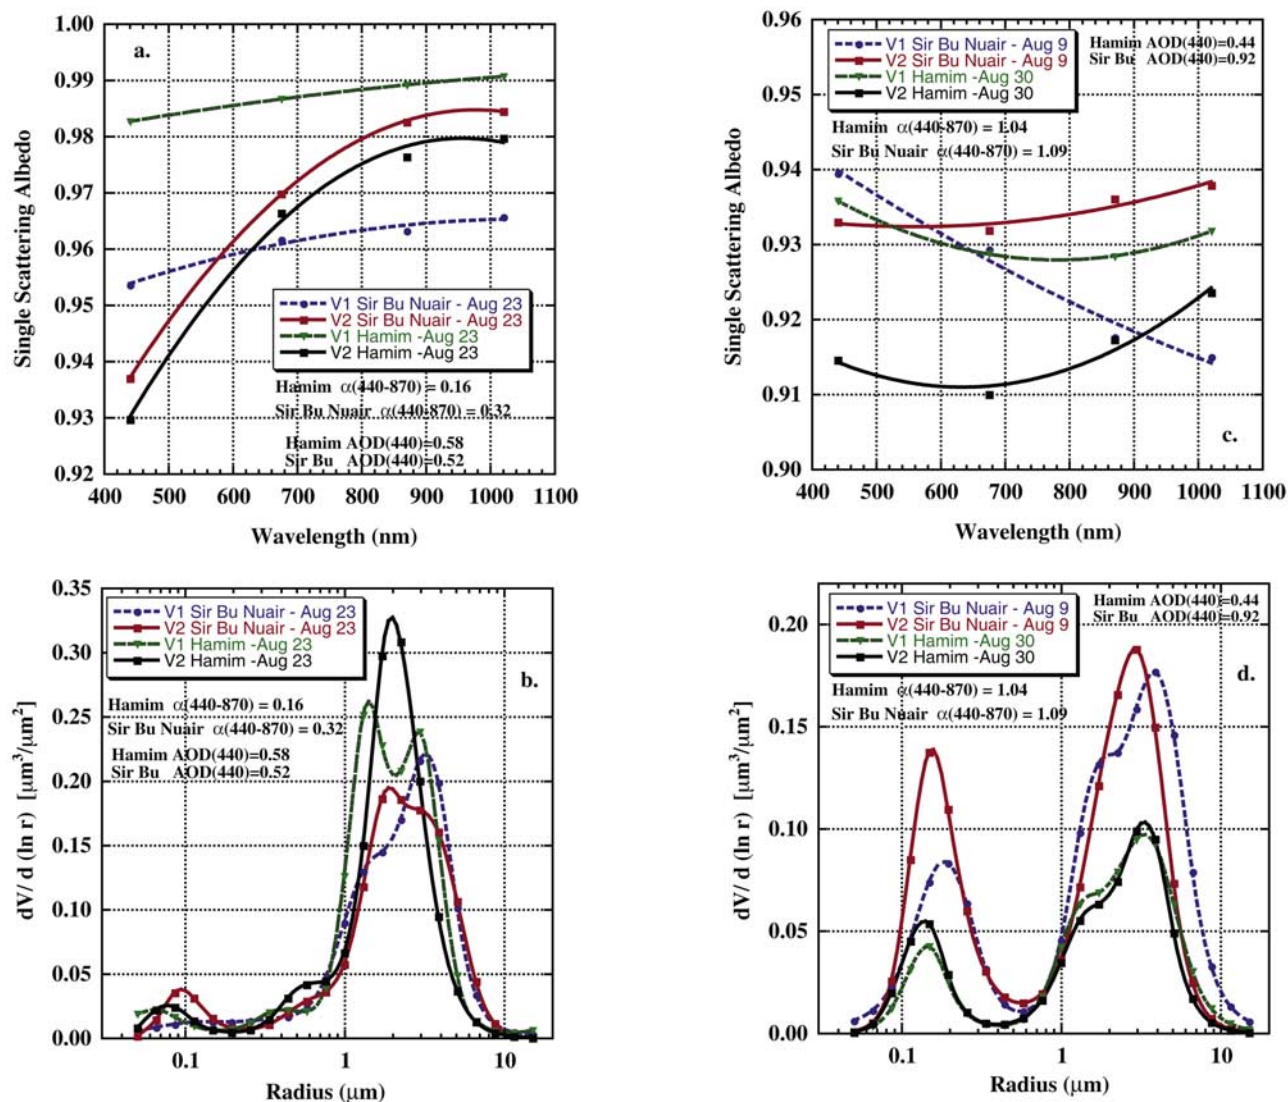 1.00
0.99
0.98
0.97
0.96
0.95
0.94
0.93
0.92
Single Scattering Albedo
a.
V1 Sir Bu Nuair - Aug 23
V2 Sir Bu Nuair - Aug 23
V1 Hamim -Aug 23
V2 Hamim -Aug 23
Hamim α(440-870) = 0.16
Sir Bu Nuair α(440-870) = 0.32
Hamim AOD(440)=0.58
Sir Bu AOD(440)=0.52
400 500 600 700 800 900 1000 1100
Wavelength (nm)
0.96
0.95
0.94
0.93
0.92
0.91
0.90
Single Scattering Albedo
V1 Sir Bu Nuair - Aug 9
V2 Sir Bu Nuair - Aug 9
V1 Hamim -Aug 30
V2 Hamim -Aug 30
Hamim AOD(440)=0.44
Sir Bu AOD(440)=0.92
Hamim α(440-870) = 1.04
Sir Bu Nuair α(440-870) = 1.09
c.
400 500 600 700 800 900 1000 1100
Wavelength (nm)
0.35
0.30
0.25
0.20
0.15
0.10
0.05
0.00
dV/ d (ln r) [μm³/μm²]
V1 Sir Bu Nuair - Aug 23
V2 Sir Bu Nuair - Aug 23
V1 Hamim -Aug 23
V2 Hamim -Aug 23
b.
Hamim α(440-870) = 0.16
Sir Bu Nuair α(440-870) = 0.32
Hamim AOD(440)=0.58
Sir Bu AOD(440)=0.52
0.1 1 10
Radius (μm)
0.20
0.15
0.10
0.05
0.00
dV/ d (ln r) [μm³/μm²]
V1 Sir Bu Nuair - Aug 9
V2 Sir Bu Nuair - Aug 9
V1 Hamim -Aug 30
V2 Hamim -Aug 30
Hamim AOD(440)=0.44
Sir Bu AOD(440)=0.92
d.
Hamim α(440-870) = 1.04
Sir Bu Nuair α(440-870) = 1.09
0.1 1 10
Radius (μm)